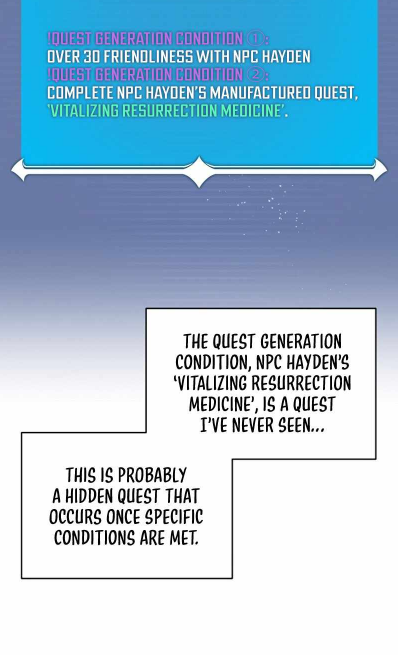 !QUEST GENERATION CONDITION ①:
OVER 30 FRIENDLINESS WITH NPC HAYDEN
!QUEST GENERATION CONDITION ②:
COMPLETE NPC HAYDEN'S MANUFACTURED QUEST,
'VITALIZING RESURRECTION MEDICINE'.
THE QUEST GENERATION
CONDITION, NPC HAYDEN'S
'VITALIZING RESURRECTION
MEDICINE', IS A QUEST
I'VE NEVER SEEN...
THIS IS PROBABLY
A HIDDEN QUEST THAT
OCCURS ONCE SPECIFIC
CONDITIONS ARE MET.